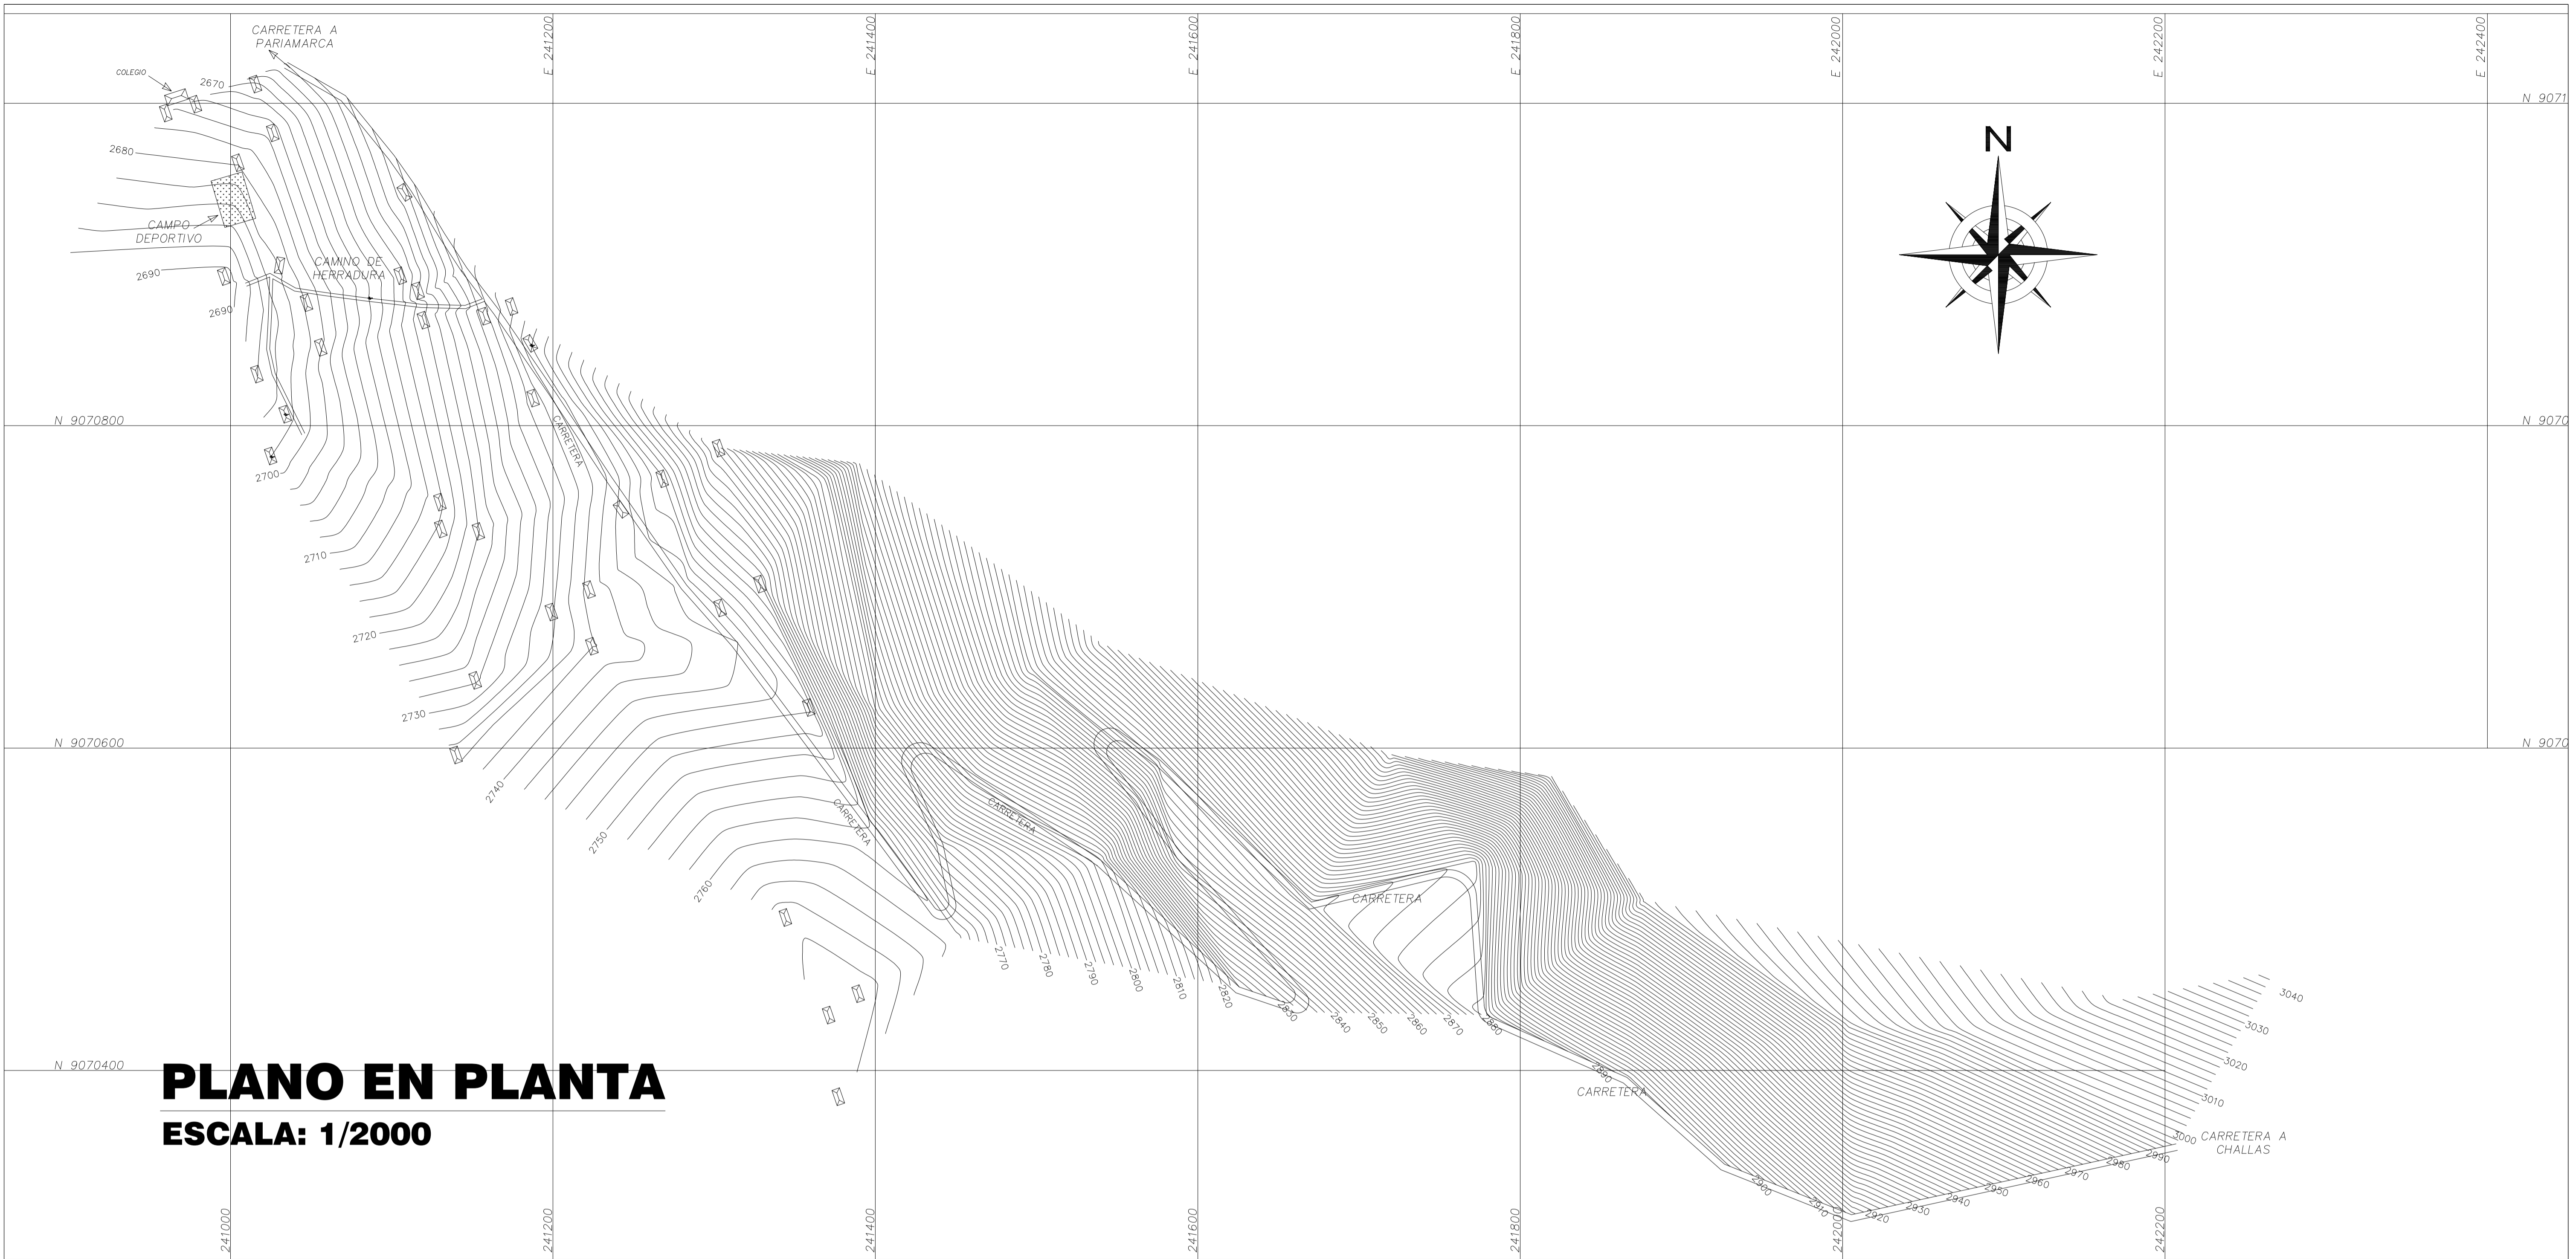 CARRETERA A
PARIAMARCA
E 241200
E 241400
E 241600
E 241800
E 242000
E 242200
E 242400
COLEGIO
2670
N 9071
N
2680
CAMPO
DEPORTIVO
CAMINO DE
HERRADURA
2690
2690
N 9070800
N 9070
CARRETERA
2700
2710
2720
2730
N 9070600
N 9070
2740
2750
2760
CARRETERA
CARRETERA
CARRETERA
2770
2780
2790
2800
2810
2820
2830
2840
2850
2860
2870
2880
2890
CARRETERA
2900
2910
2920
2930
2940
2950
2960
2970
2980
2990
3000
3010
3020
3030
3040
CARRETERA A
CHALLAS
N 9070400
PLANO EN PLANTA
ESCALA: 1/2000
241000
241200
241400
241600
241800
242000
242200